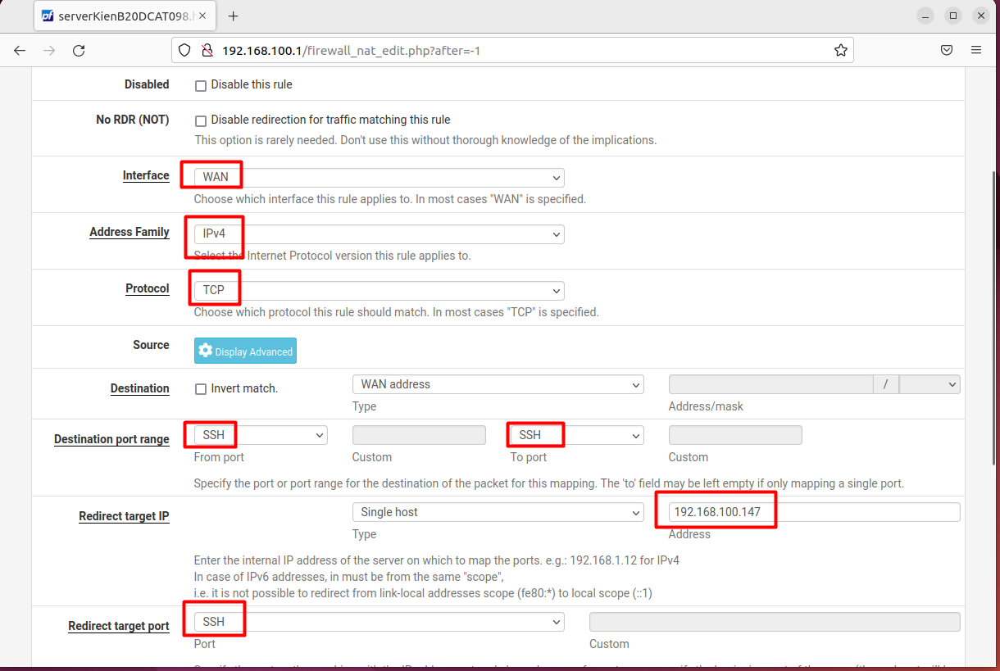 pf serverKienB20DCAT098.
192.168.100.1/firewall_nat_edit.php?after=-1
Disabled
Disable this rule
No RDR (NOT)
Disable redirection for traffic matching this rule
This option is rarely needed. Don't use this without thorough knowledge of the implications.
Interface
WAN
Choose which interface this rule applies to. In most cases "WAN" is specified.
Address Family
IPv4
Select the Internet Protocol version this rule applies to.
Protocol
TCP
Choose which protocol this rule should match. In most cases "TCP" is specified.
Source
Display Advanced
Destination
Invert match.
WAN address
/
Type
Address/mask
Destination port range
SSH
SSH
From port
Custom
To port
Custom
Specify the port or port range for the destination of the packet for this mapping. The 'to' field may be left empty if only mapping a single port.
Redirect target IP
Single host
192.168.100.147
Type
Address
Enter the internal IP address of the server on which to map the ports. e.g.: 192.168.1.12 for IPv4
In case of IPv6 addresses, in must be from the same "scope",
i.e. it is not possible to redirect from link-local addresses scope (fe80:*) to local scope (::1)
Redirect target port
SSH
Port
Custom